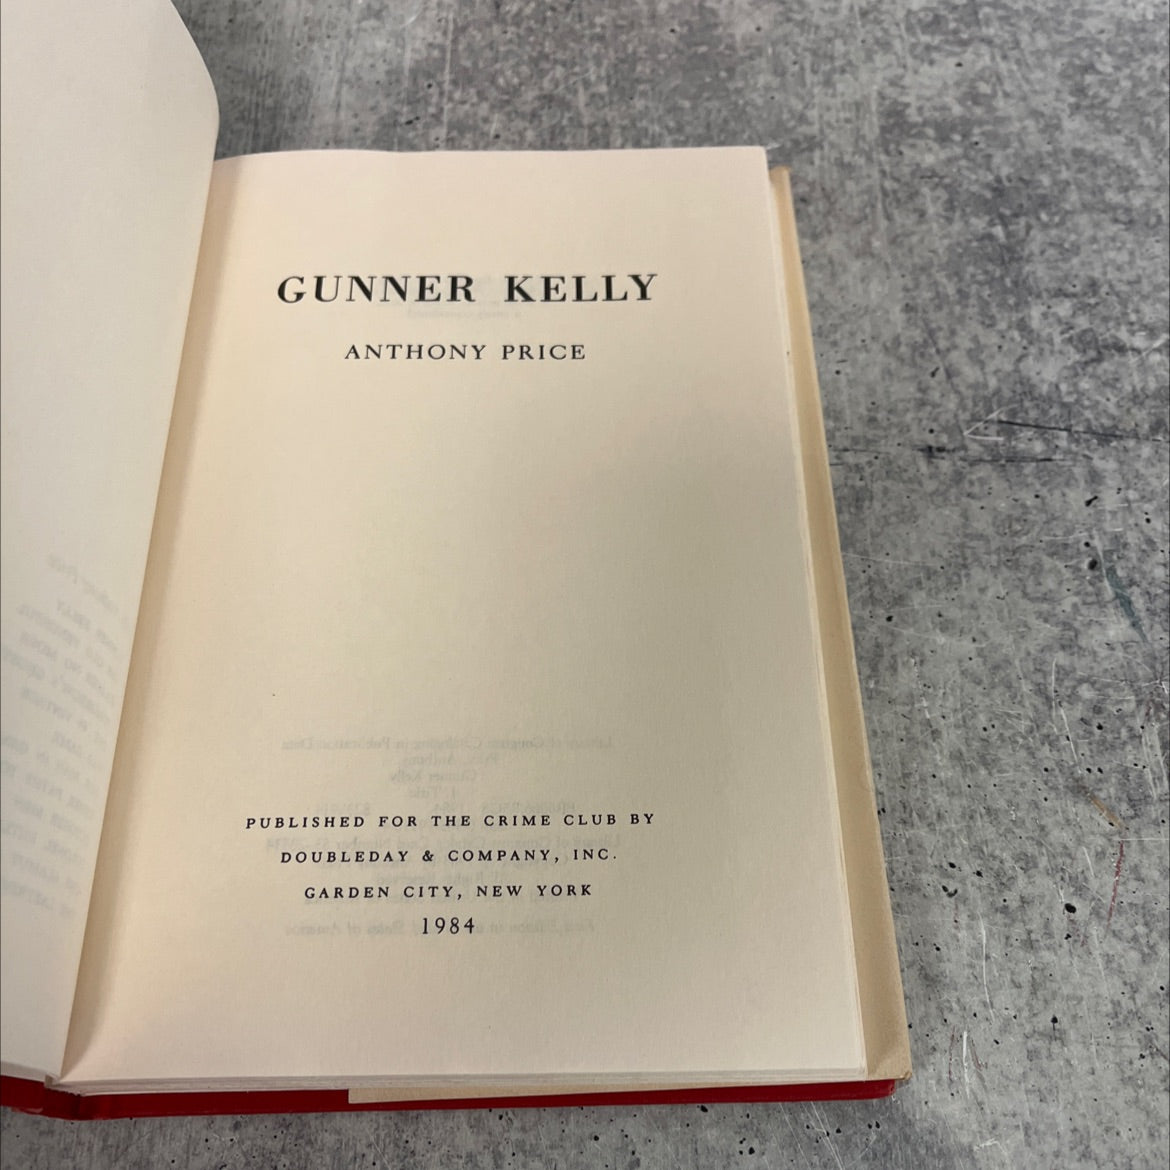 GUNNER KELLY
ANTHONY PRICE
PUBLISHED FOR THE CRIME CLUB BY
DOUBLEDAY & COMPANY, INC.
GARDEN CITY, NEW YORK
1984